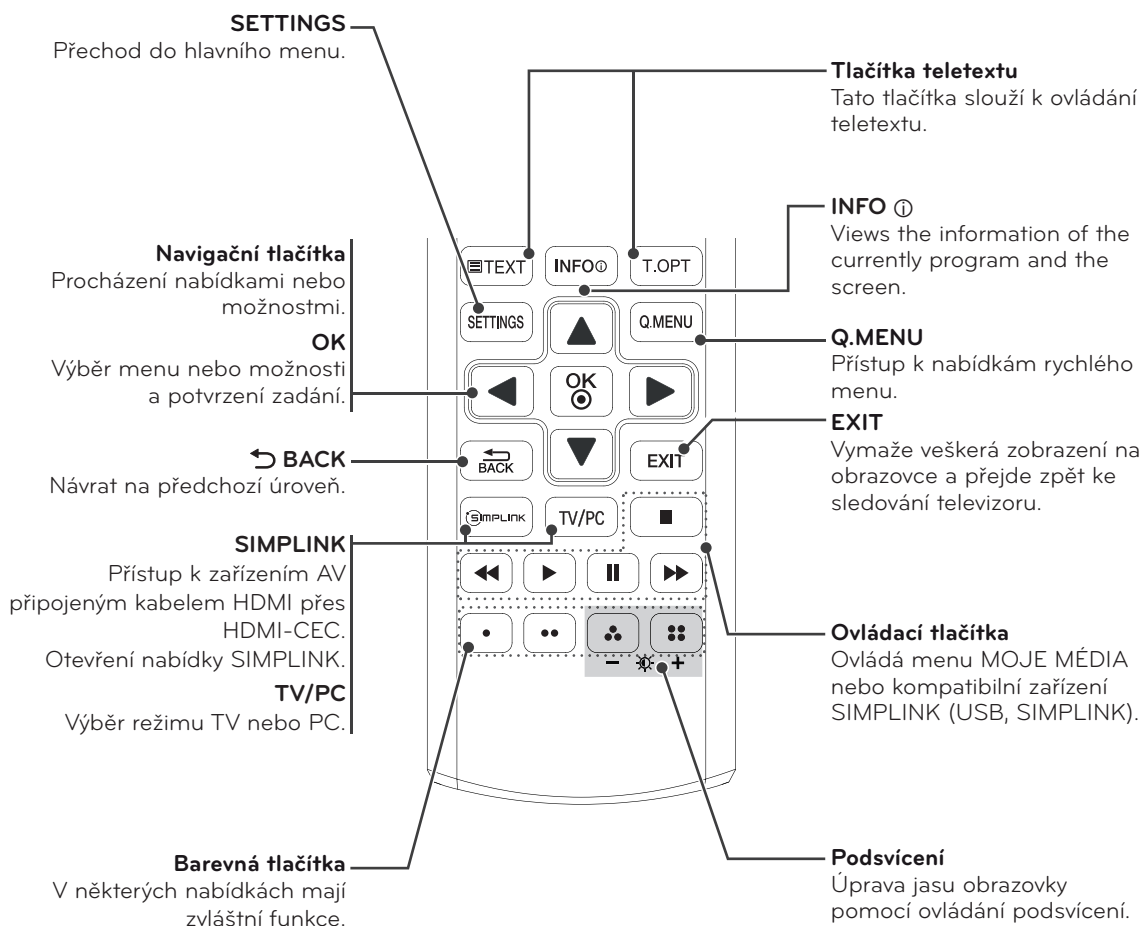 SETTINGS
Přechod do hlavního menu.
Navigační tlačítka
Procházení nabídkami nebo
možnostmi.
OK
Výběr menu nebo možnosti
a potvrzení zadání.
BACK
Návrat na předchozí úroveň.
SIMPLINK
Přístup k zařízením AV
připojeným kabelem HDMI přes
HDMI-CEC.
Otevření nabídky SIMPLINK.
TV/PC
Výběr režimu TV nebo PC.
Barevná tlačítka
V některých nabídkách mají
zvláštní funkce.
TEXT INFO T.OPT
SETTINGS Q.MENU
OK
BACK EXIT
SIMPLINK TV/PC
− +
Tlačítka teletextu
Tato tlačítka slouží k ovládání
teletextu.
INFO
Views the information of the
currently program and the
screen.
Q.MENU
Přístup k nabídkám rychlého
menu.
EXIT
Vymaže veškerá zobrazení na
obrazovce a přejde zpět ke
sledování televizoru.
Ovládací tlačítka
Ovládá menu MOJE MÉDIA
nebo kompatibilní zařízení
SIMPLINK (USB, SIMPLINK).
Podsvícení
Úprava jasu obrazovky
pomocí ovládání podsvícení.